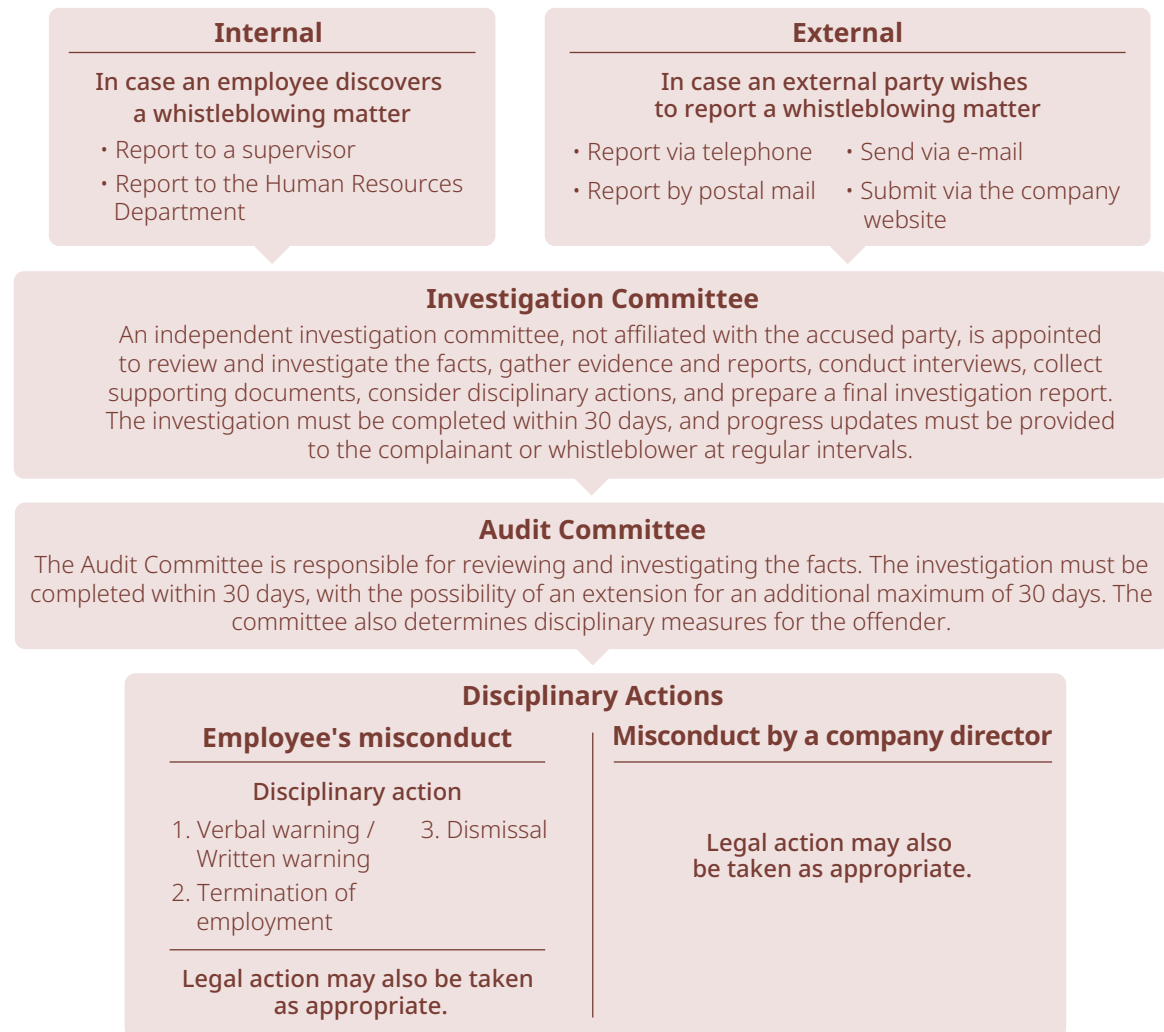 Internal
In case an employee discovers
a whistleblowing matter
• Report to a supervisor
• Report to the Human Resources
Department
External
In case an external party wishes
to report a whistleblowing matter
• Report via telephone
• Report by postal mail
• Send via e-mail
• Submit via the company
website
Investigation Committee
An independent investigation committee, not affiliated with the accused party, is appointed
to review and investigate the facts, gather evidence and reports, conduct interviews, collect
supporting documents, consider disciplinary actions, and prepare a final investigation report.
The investigation must be completed within 30 days, and progress updates must be provided
to the complainant or whistleblower at regular intervals.
Audit Committee
The Audit Committee is responsible for reviewing and investigating the facts. The investigation must be
completed within 30 days, with the possibility of an extension for an additional maximum of 30 days. The
committee also determines disciplinary measures for the offender.
Disciplinary Actions
Employee's misconduct
Disciplinary action
1. Verbal warning /
Written warning
2. Termination of
employment
3. Dismissal
Legal action may also be taken
as appropriate.
Misconduct by a company director
Legal action may also
be taken as appropriate.